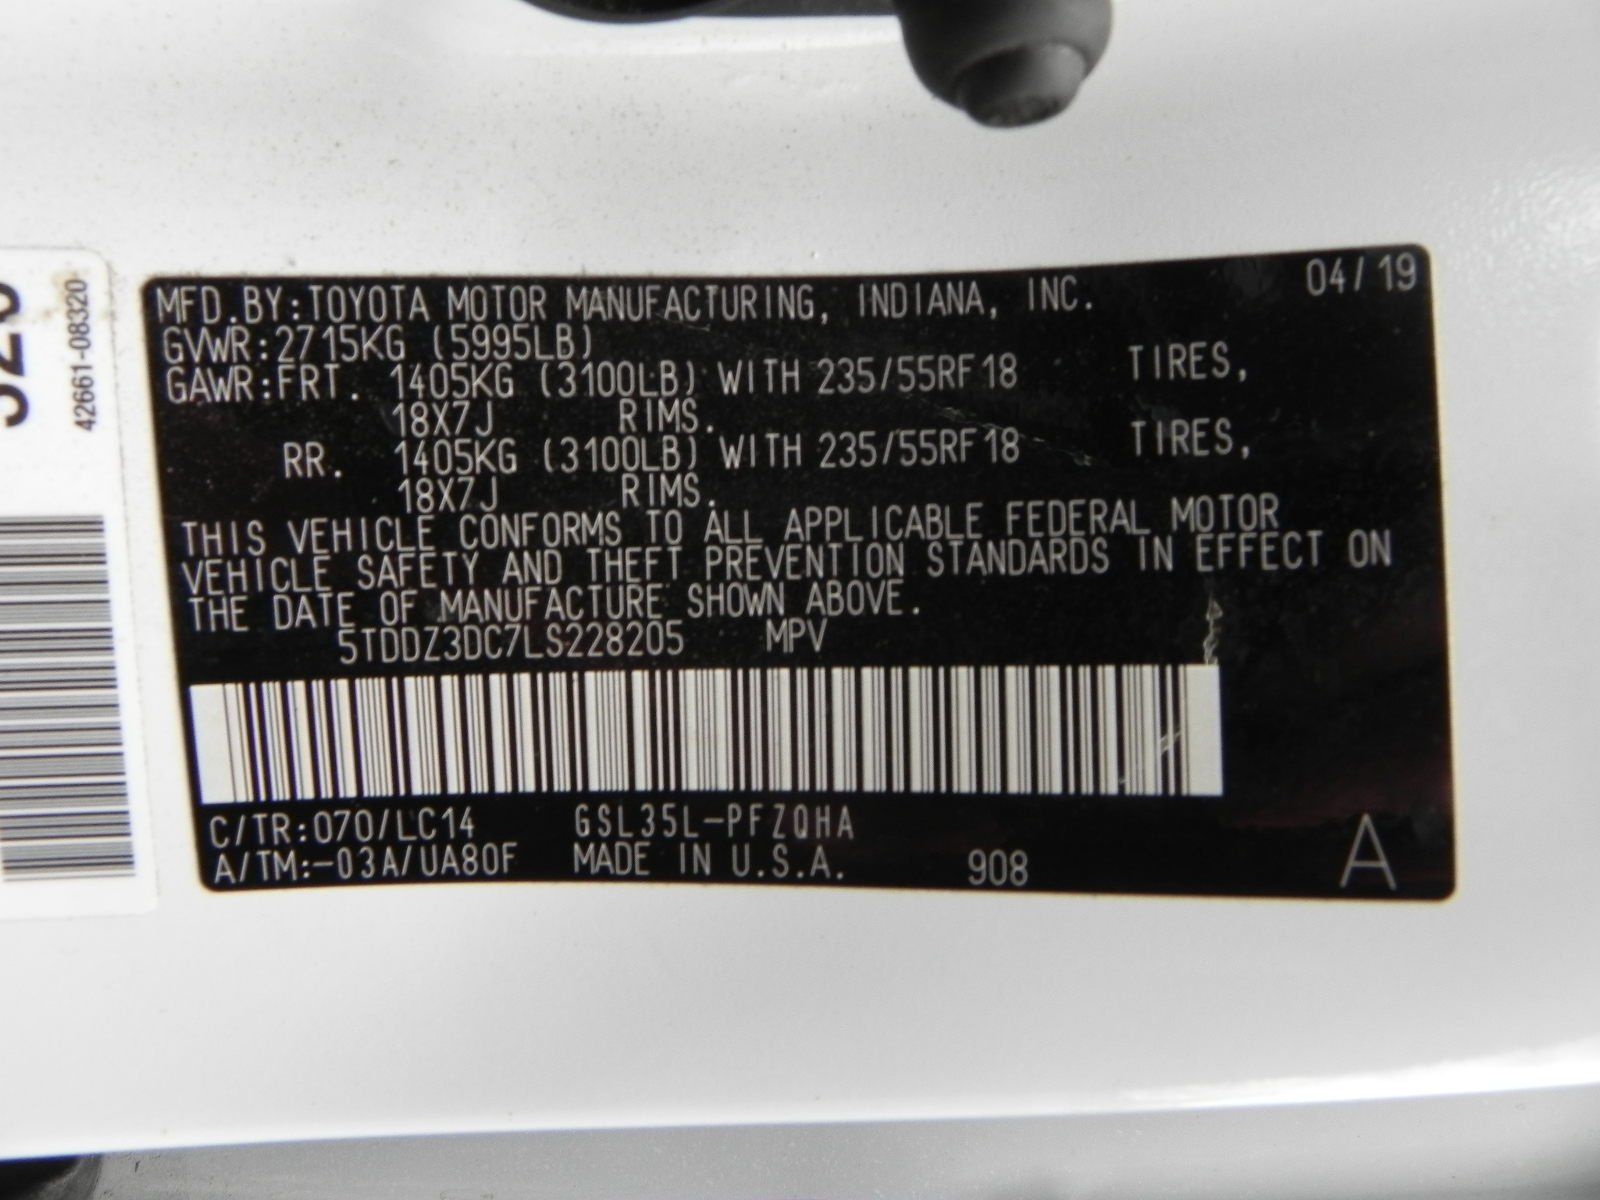 MFD.BY:TOYOTA MOTOR MANUFACTURING, INDIANA, INC. 04/19
GVWR:2715KG (5995LB)
GAWR:FRT. 1405KG (3100LB) WITH 235/55RF18 TIRES,
18X7J RIMS.
RR. 1405KG (3100LB) WITH 235/55RF18 TIRES,
18X7J RIMS.
THIS VEHICLE CONFORMS TO ALL APPLICABLE FEDERAL MOTOR
VEHICLE SAFETY AND THEFT PREVENTION STANDARDS IN EFFECT ON
THE DATE OF MANUFACTURE SHOWN ABOVE.
5TDDZ3DC7LS228205 MPV
C/TR:070/LC14 GSL35L-PFZQHA
A/TM:-03A/UA80F MADE IN U.S.A. 908 A
42661-08320